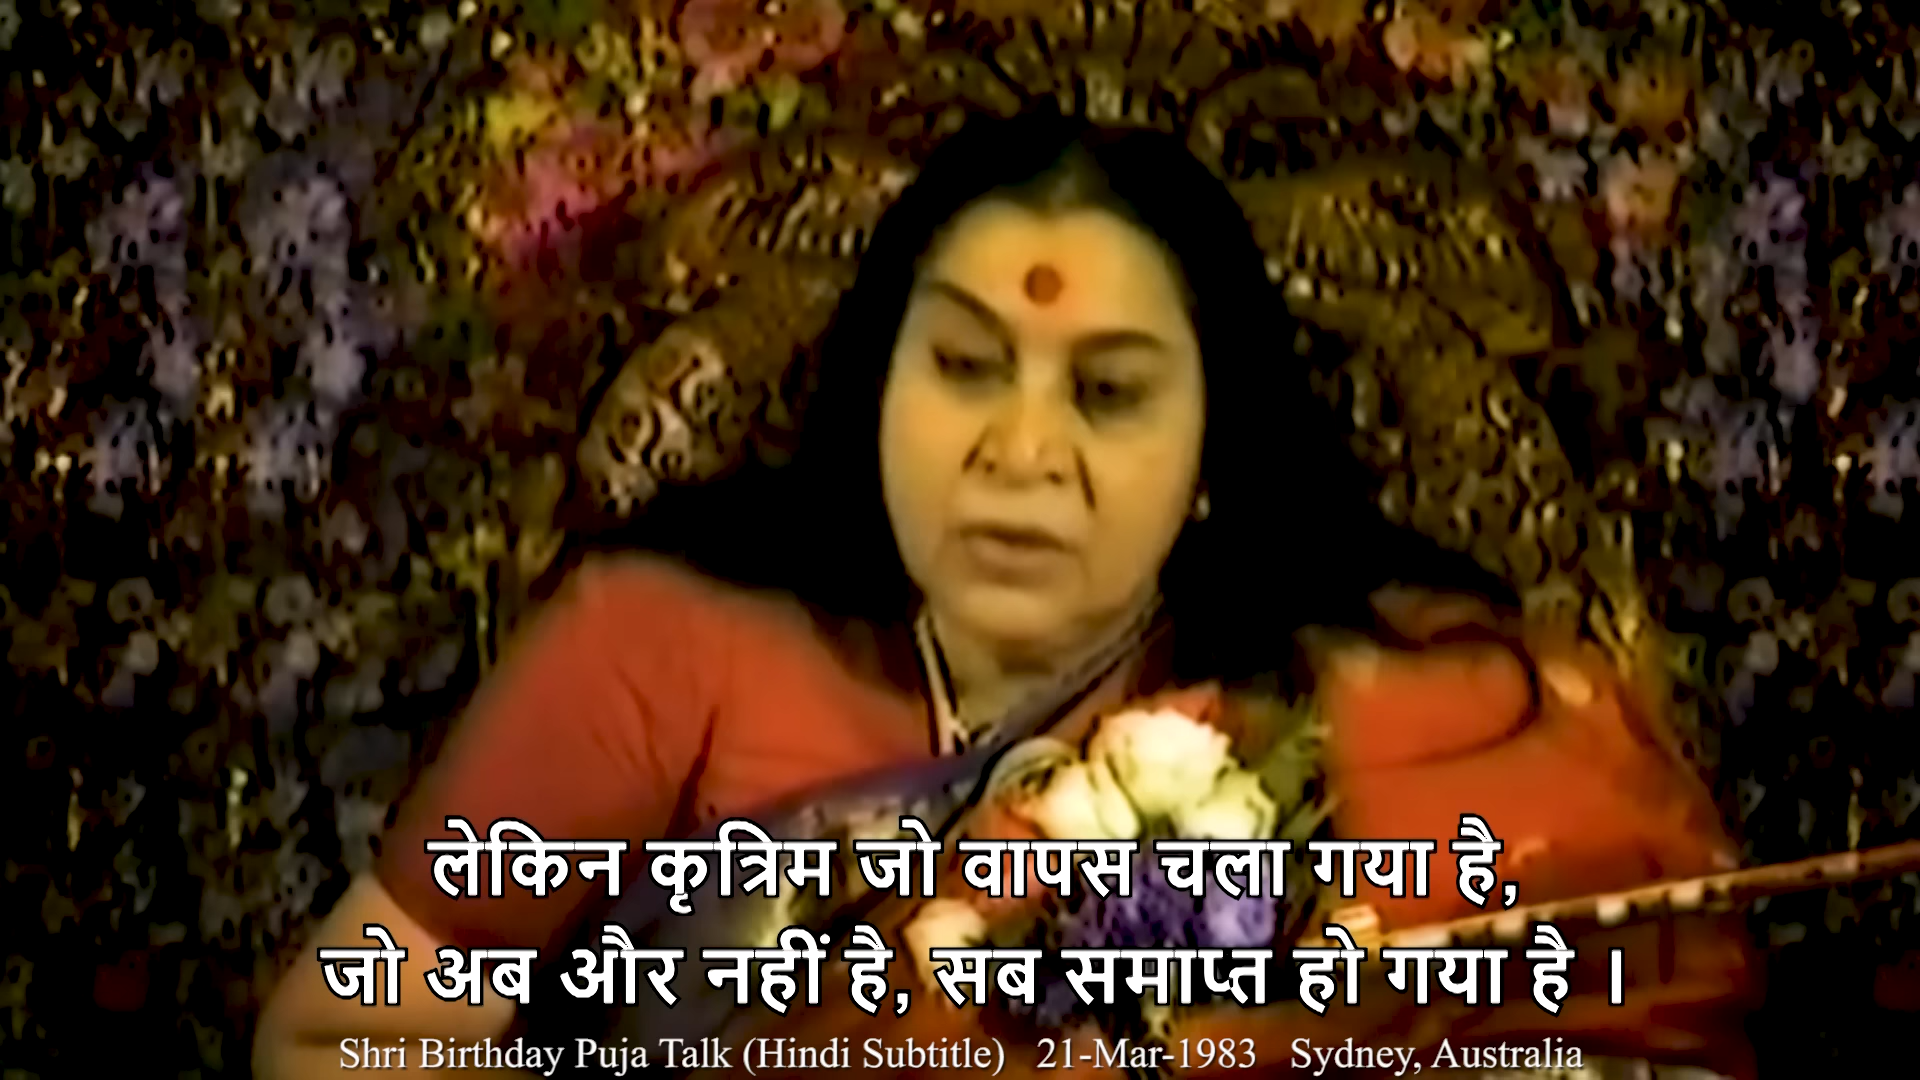 लेकिन कृत्रिम जो वापस चला गया है,
जो अब और नहीं है, सब समाप्त हो गया है ।
Shri Birthday Puja Talk (Hindi Subtitle) 21-Mar-1983 Sydney, Australia